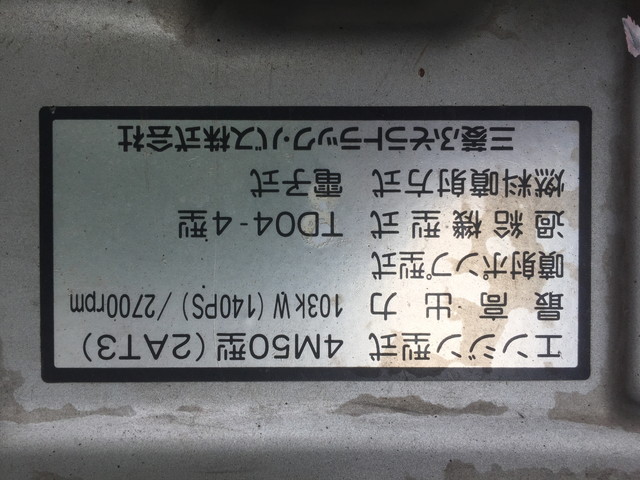 エンジン型式 4M50型(2AT3)
最高出力 103kW(140PS)/2700rpm
噴射ポンプ型式
過給機型式 TD04-4型
燃料噴射方式 電子式
三菱ふそうトラック・バス株式会社